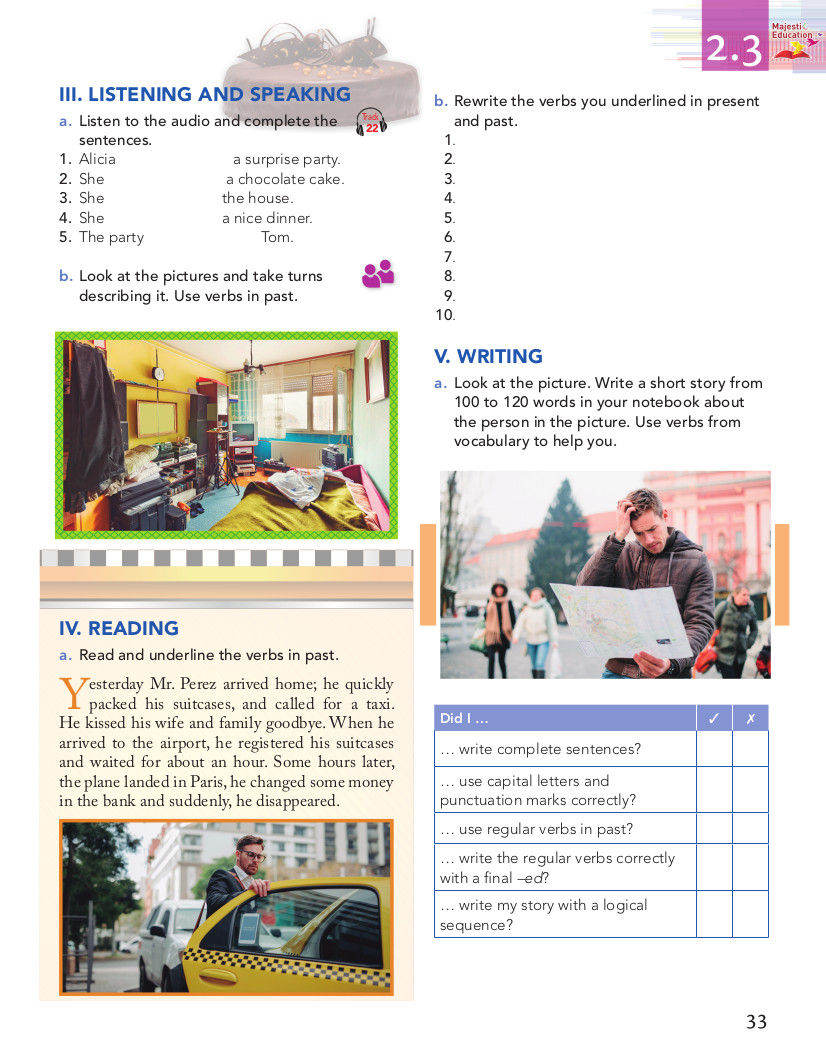 2.3
Majesti
Education
III. LISTENING AND SPEAKING
a. Listen to the audio and complete the
sentences.
Track
22
1. Alicia a surprise party.
2. She a chocolate cake.
3. She the house.
4. She a nice dinner.
5. The party Tom.
b. Look at the pictures and take turns
describing it. Use verbs in past.
IV. READING
a. Read and underline the verbs in past.
Yesterday Mr. Perez arrived home; he quickly
packed his suitcases, and called for a taxi.
He kissed his wife and family goodbye. When he
arrived to the airport, he registered his suitcases
and waited for about an hour. Some hours later,
the plane landed in Paris, he changed some money
in the bank and suddenly, he disappeared.
b. Rewrite the verbs you underlined in present
and past.
1.
2.
3.
4.
5.
6.
7.
8.
9.
10.
V. WRITING
a. Look at the picture. Write a short story from
100 to 120 words in your notebook about
the person in the picture. Use verbs from
vocabulary to help you.
Did I ... ✓ ✗
... write complete sentences?
... use capital letters and
punctuation marks correctly?
... use regular verbs in past?
... write the regular verbs correctly
with a final –ed?
... write my story with a logical
sequence?
33